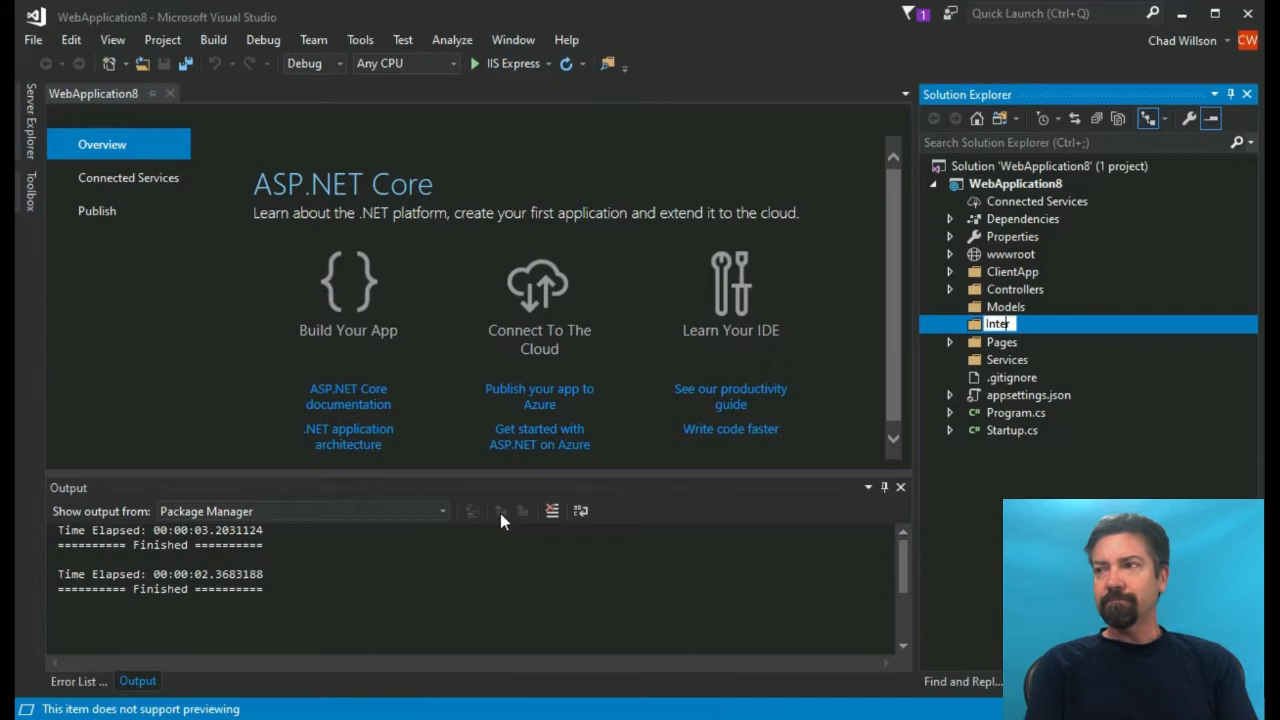 WebApplication8 - Microsoft Visual Studio
1
Quick Launch (Ctrl+Q)
File Edit View Project Build Debug Team Tools Test Analyze Window Help
Chad Willson CW
Debug Any CPU IIS Express
Server Explorer
Toolbox
WebApplication8
Overview
Connected Services
Publish
ASP.NET Core
Learn about the .NET platform, create your first application and extend it to the cloud.
Build Your App
Connect To The
Cloud
Learn Your IDE
ASP.NET Core
documentation
Publish your app to
Azure
See our productivity
guide
.NET application
architecture
Get started with
ASP.NET on Azure
Write code faster
Output
Show output from: Package Manager
Time Elapsed: 00:00:03.2031124
========== Finished ==========
Time Elapsed: 00:00:02.3683188
========== Finished ==========
Error List ... Output
Solution Explorer
Search Solution Explorer (Ctrl+;)
Solution 'WebApplication8' (1 project)
WebApplication8
Connected Services
Dependencies
Properties
wwwroot
ClientApp
Controllers
Models
Inter
Pages
Services
.gitignore
appsettings.json
C# Program.cs
C# Startup.cs
Find and Repl...
This item does not support previewing